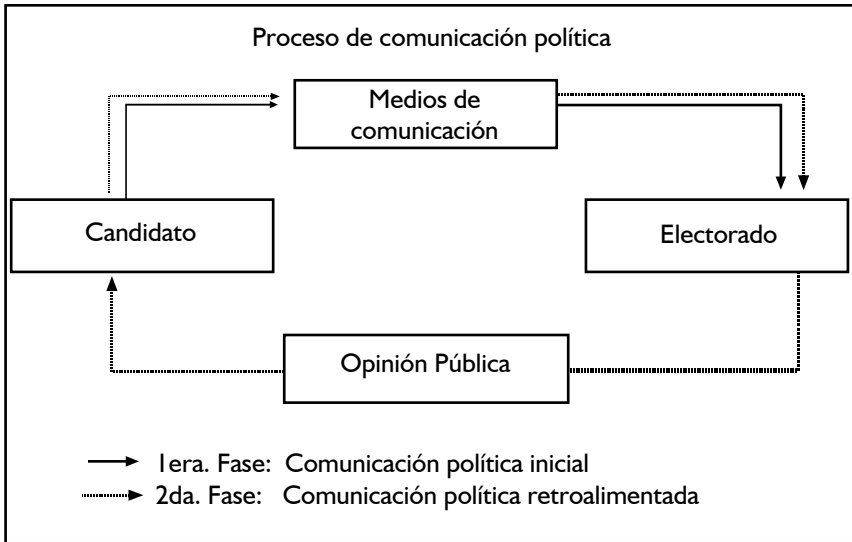 Proceso de comunicación política
Medios de
comunicación
Candidato
Electorado
Opinión Pública
1era. Fase: Comunicación política inicial
2da. Fase: Comunicación política retroalimentada